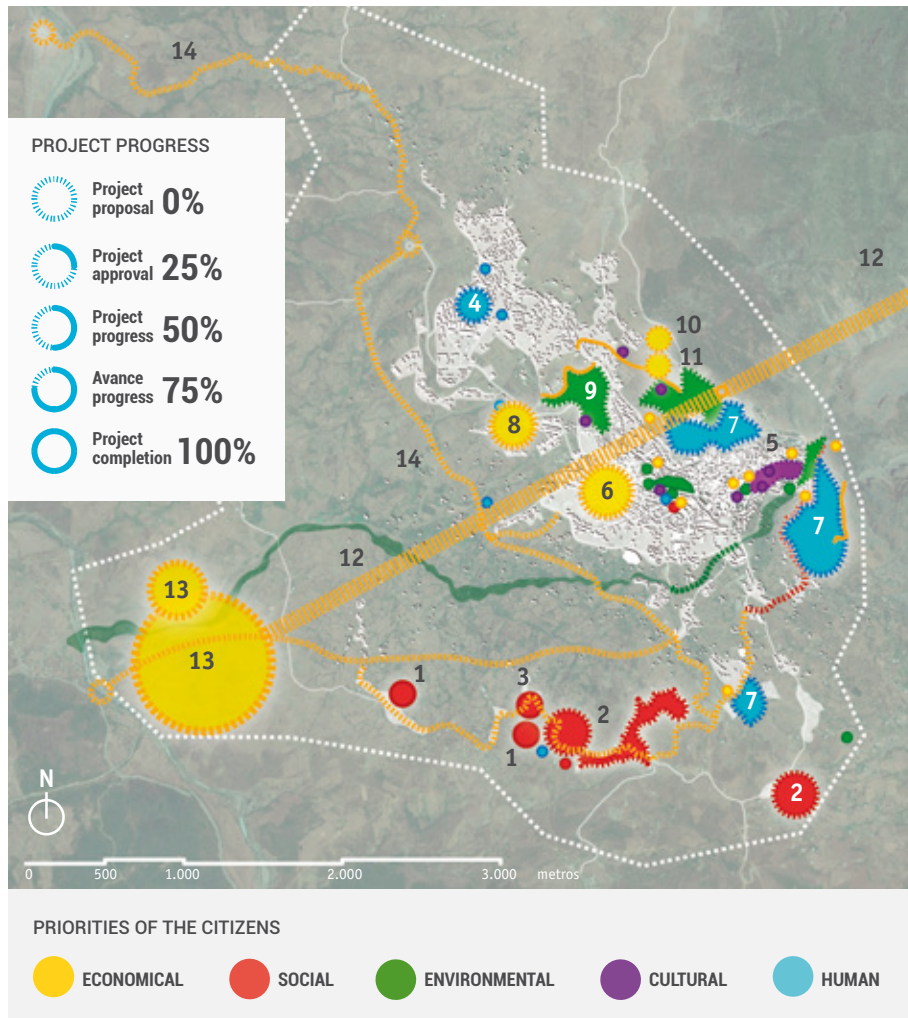 14
PROJECT PROGRESS
Project
proposal 0%
Project
approval 25%
Project
progress 50%
Avance
progress 75%
Project
completion 100%
12
4
10
11
9
8
7
5
14
6
7
12
13
13
1
3
2
7
1
2
N
0 500 1.000 2.000 3.000 metros
PRIORITIES OF THE CITIZENS
ECONOMICAL SOCIAL ENVIRONMENTAL CULTURAL HUMAN